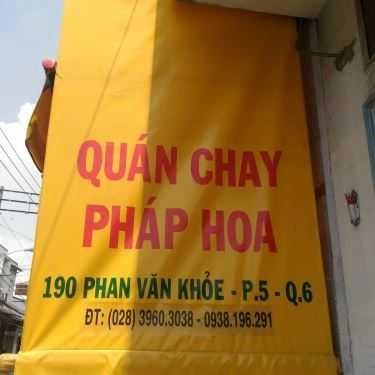 QUÁN CHAY
PHÁP HOA
190 PHAN VĂN KHỎE - P.5 - Q.6
ĐT: (028) 3960.3038 - 0938.196.291